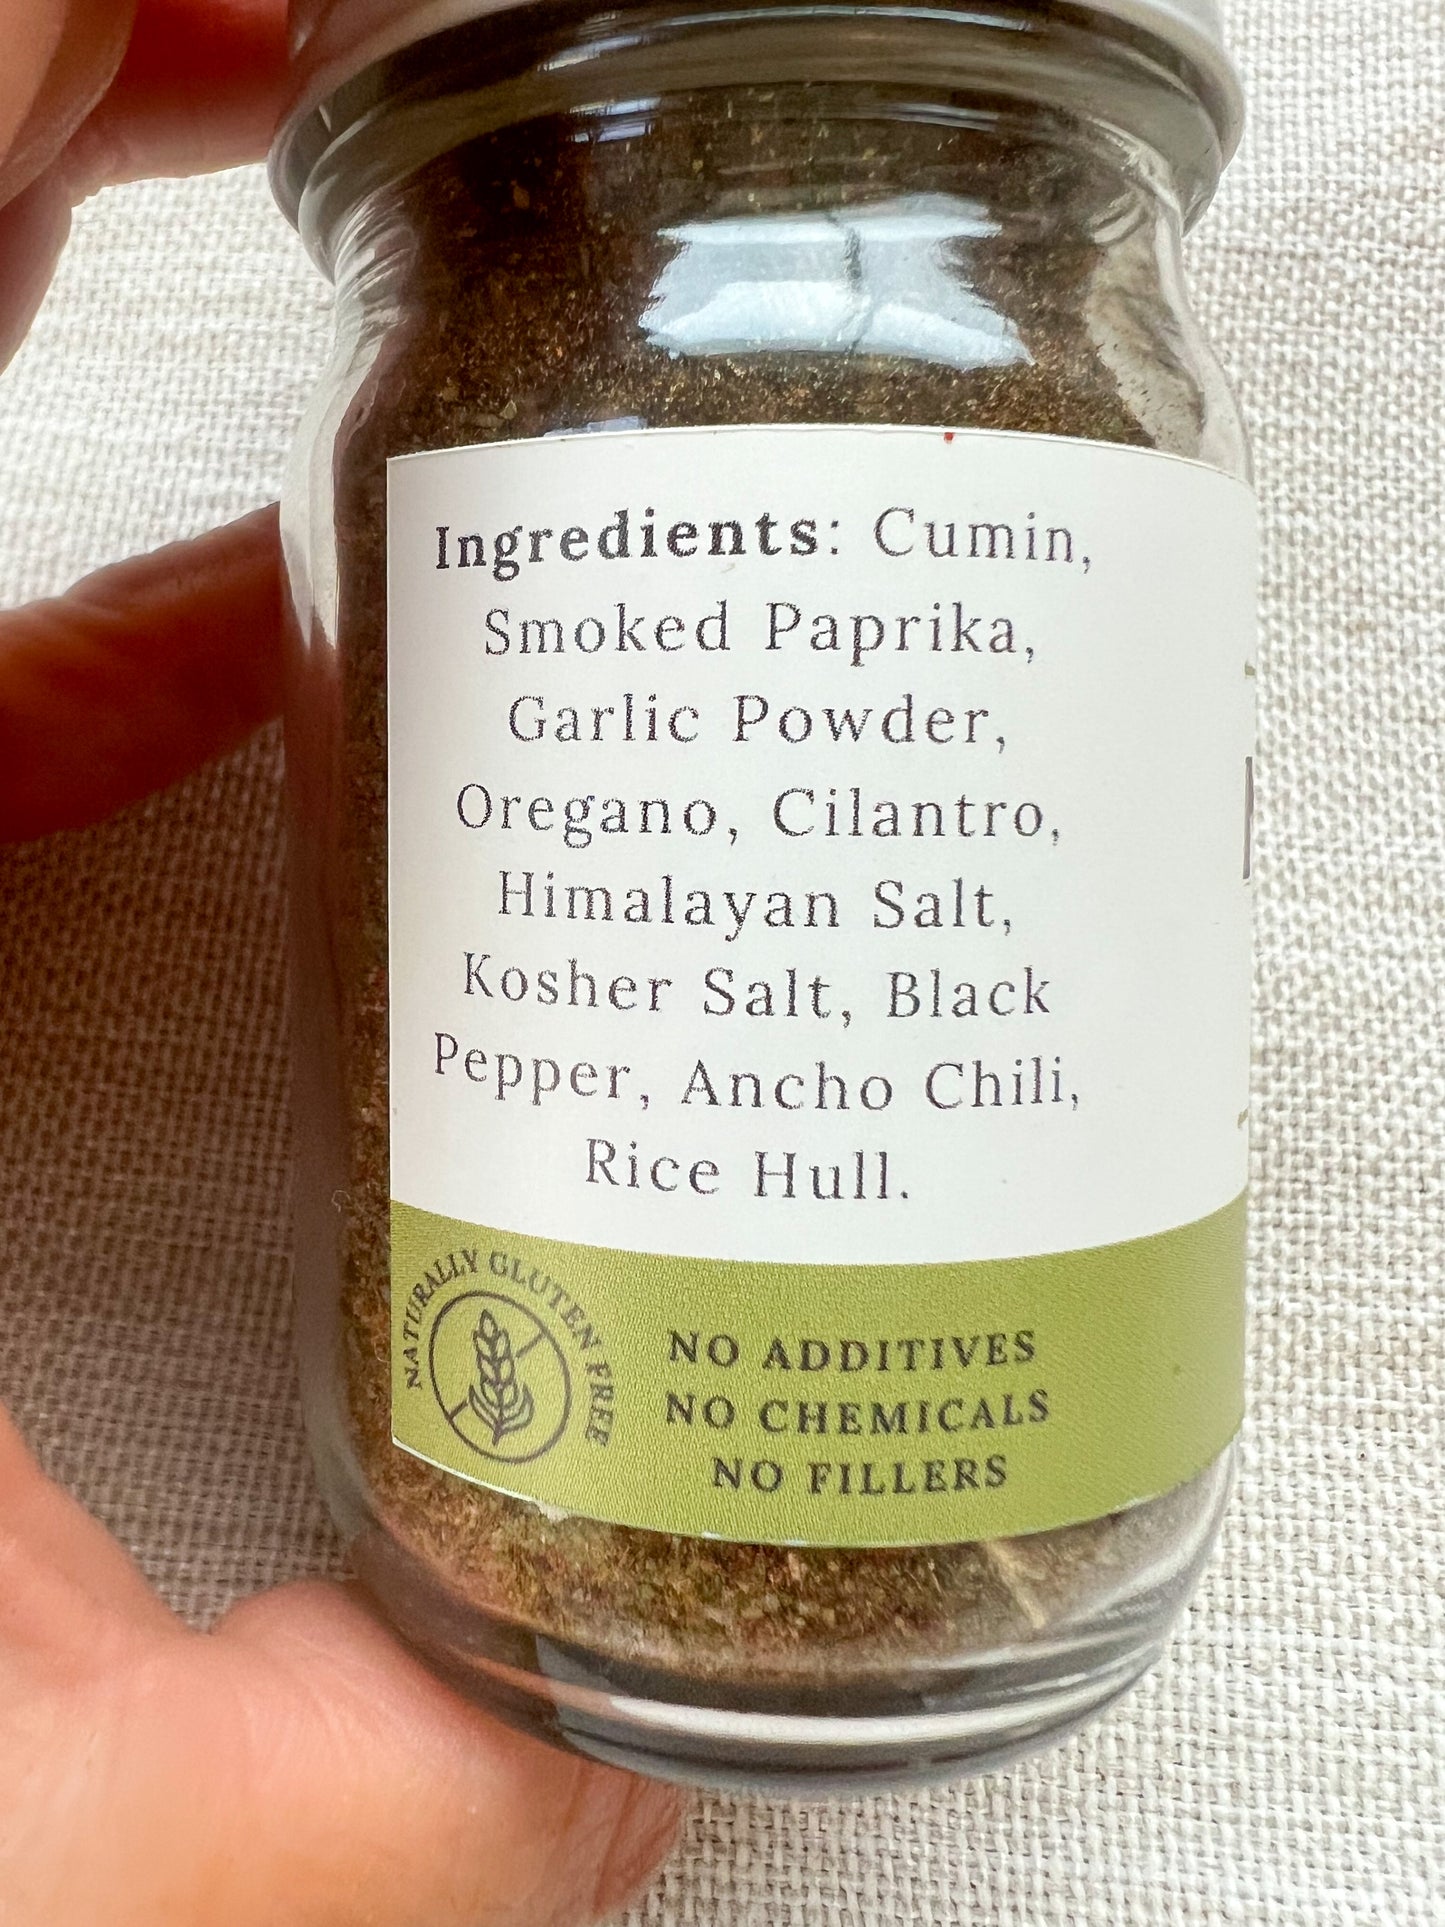 Ingredients: Cumin,
Smoked Paprika,
Garlic Powder,
Oregano, Cilantro,
Himalayan Salt,
Kosher Salt, Black
Pepper, Ancho Chili,
Rice Hull.
NATURALLY GLUTEN FREE
NO ADDITIVES
NO CHEMICALS
NO FILLERS